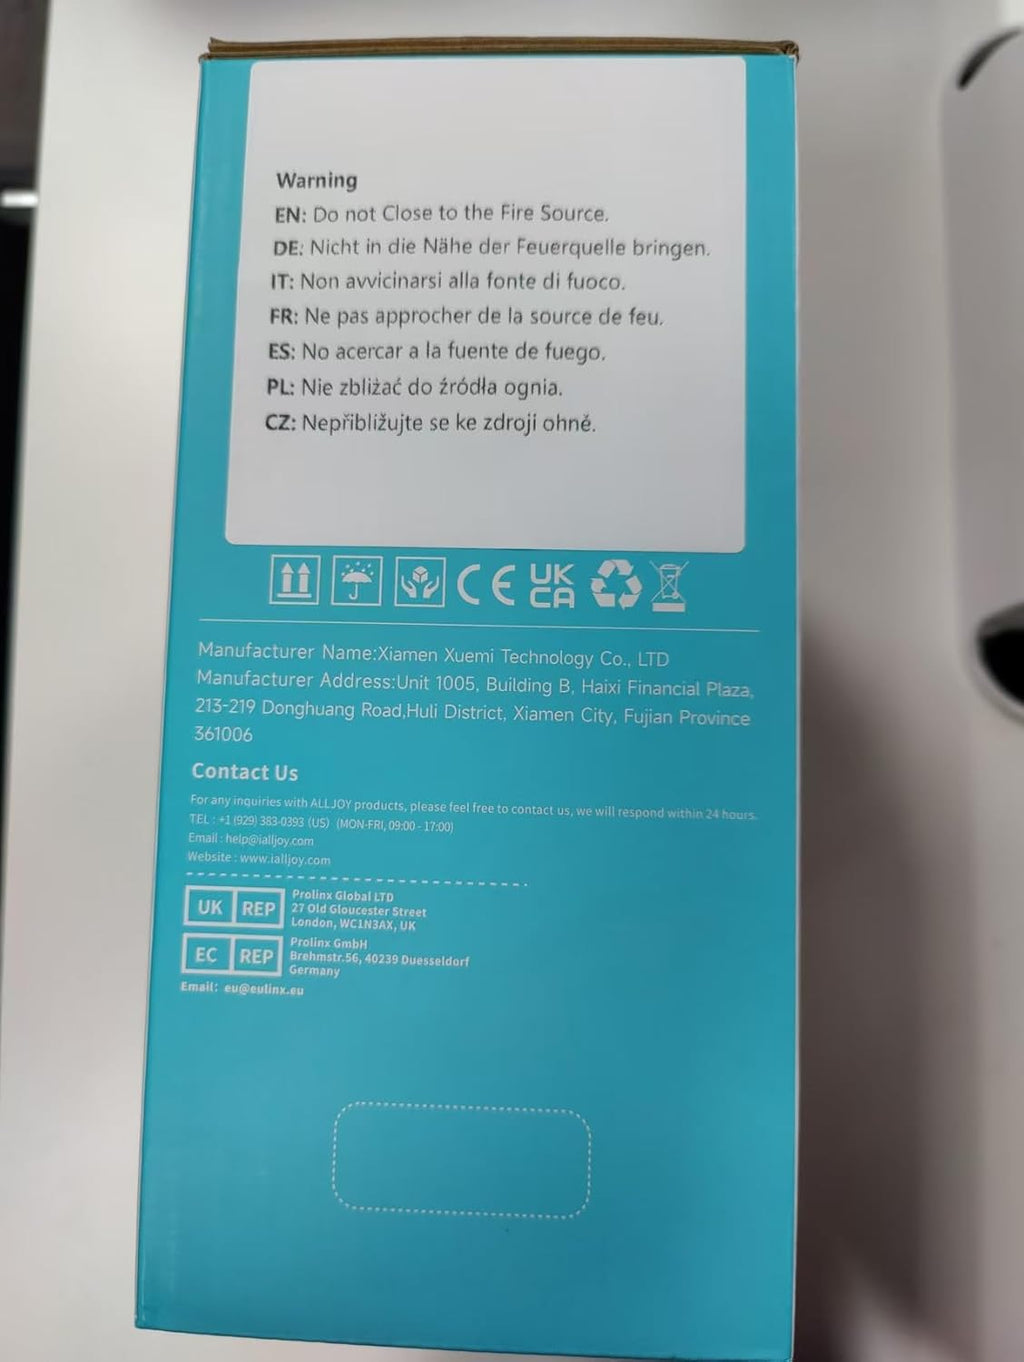 Warning
EN: Do not Close to the Fire Source.
DE: Nicht in die Nähe der Feuerquelle bringen.
IT: Non avvicinarsi alla fonte di fuoco.
FR: Ne pas approcher de la source de feu.
ES: No acercar a la fuente de fuego.
PL: Nie zbliżać do źródła ognia.
CZ: Nepřibližujte se ke zdroji ohně.
CE UK
CA
Manufacturer Name:Xiamen Xuemi Technology Co., LTD
Manufacturer Address:Unit 1005, Building B, Haixi Financial Plaza,
213-219 Donghuang Road,Huli District, Xiamen City, Fujian Province
361006
Contact Us
For any inquiries with ALLJOY products, please feel free to contact us, we will respond within 24 hours.
TEL : +1 (929) 383-0393 (US) (MON-FRI, 09:00 - 17:00)
Email : help@ialljoy.com
Website : www.ialljoy.com
UK REP
Prolinx Global LTD
27 Old Gloucester Street
London, WC1N3AX, UK
EC REP
Prolinx GmbH
Brehmstr.56, 40239 Duesseldorf
Germany
Email: eu@eulinx.eu